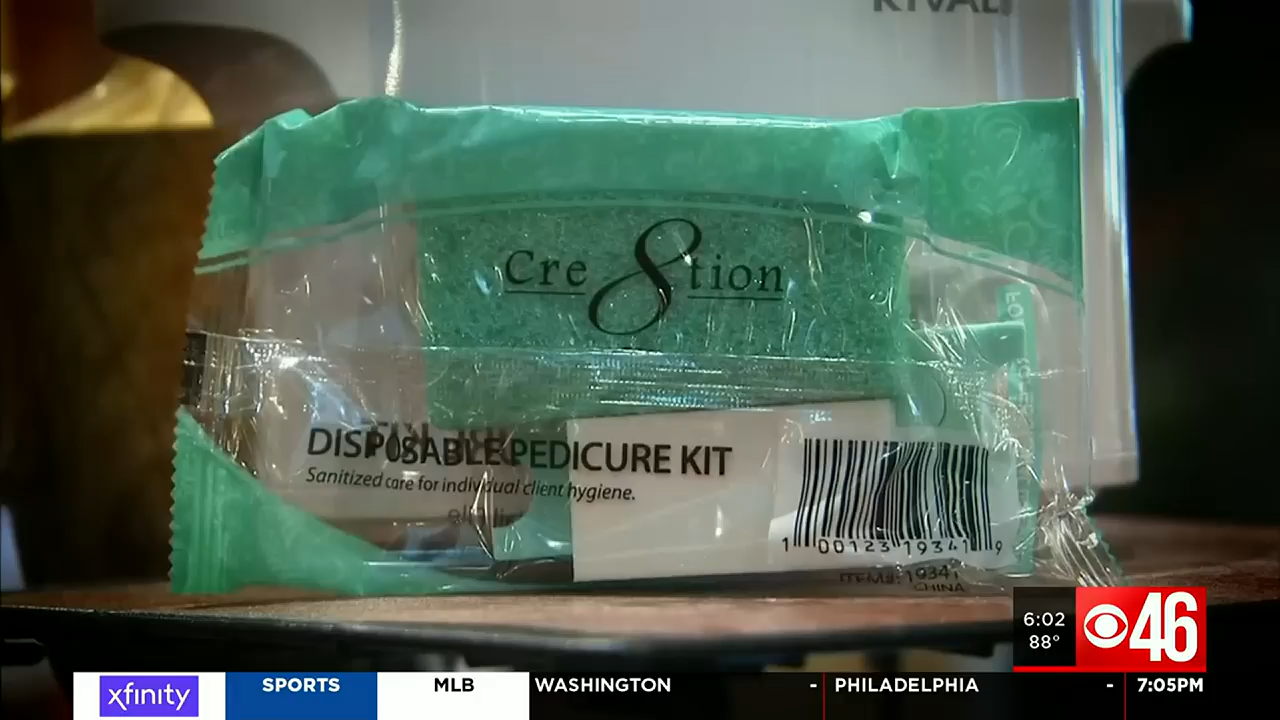 Cre8tion
DISPOSABLE PEDICURE KIT
Sanitized care for individual client hygiene.
1 00123 19341 9
ITEM#: 19341
CHINA
6:02
88°
46
xfinity
SPORTS
MLB
WASHINGTON -
PHILADELPHIA -
7:05PM